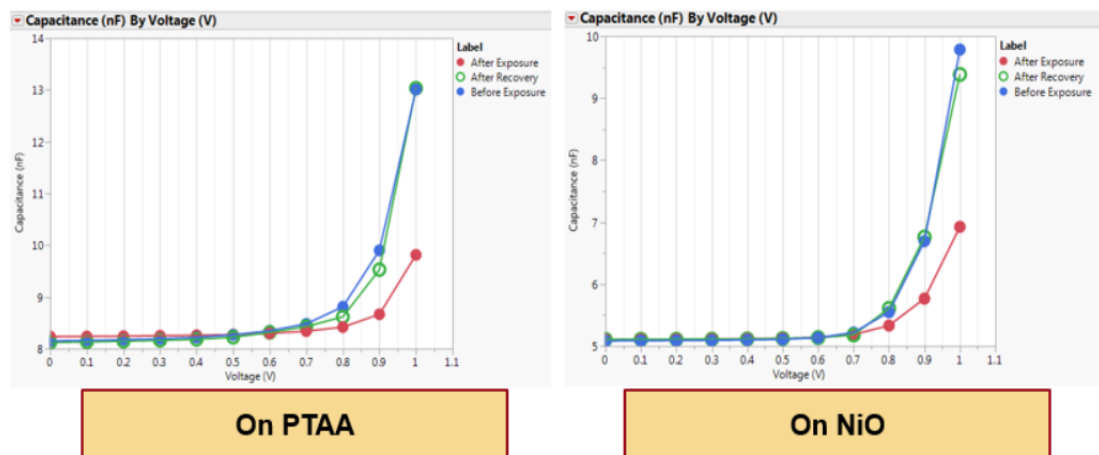 Capacitance (nF) By Voltage (V)
14
13
12
11
10
9
8
Capacitance (nF)
0 0.1 0.2 0.3 0.4 0.5 0.6 0.7 0.8 0.9 1 1.1
Voltage (V)
Label
After Exposure
After Recovery
Before Exposure
On PTAA
Capacitance (nF) By Voltage (V)
10
9
8
7
6
5
Capacitance (nF)
0 0.1 0.2 0.3 0.4 0.5 0.6 0.7 0.8 0.9 1 1.1
Voltage (V)
Label
After Exposure
After Recovery
Before Exposure
On NiO